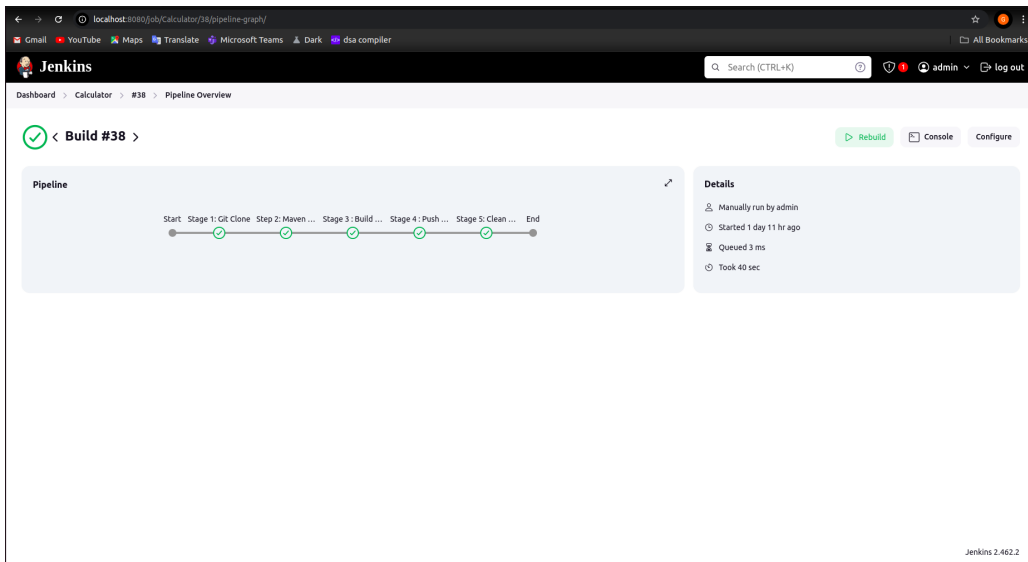 localhost:8080/job/Calculator/38/pipeline-graph/
G
Gmail YouTube Maps Translate Microsoft Teams Dark dsa compiler All Bookmarks
Jenkins Search (CTRL+K) ? 1 admin log out
Dashboard > Calculator > #38 > Pipeline Overview
Build #38 Rebuild Console Configure
Pipeline
Start Stage 1: Git Clone Step 2: Maven ... Stage 3 : Build ... Stage 4 : Push ... Stage 5: Clean ... End
Details
Manually run by admin
Started 1 day 11 hr ago
Queued 3 ms
Took 40 sec
Jenkins 2.462.2